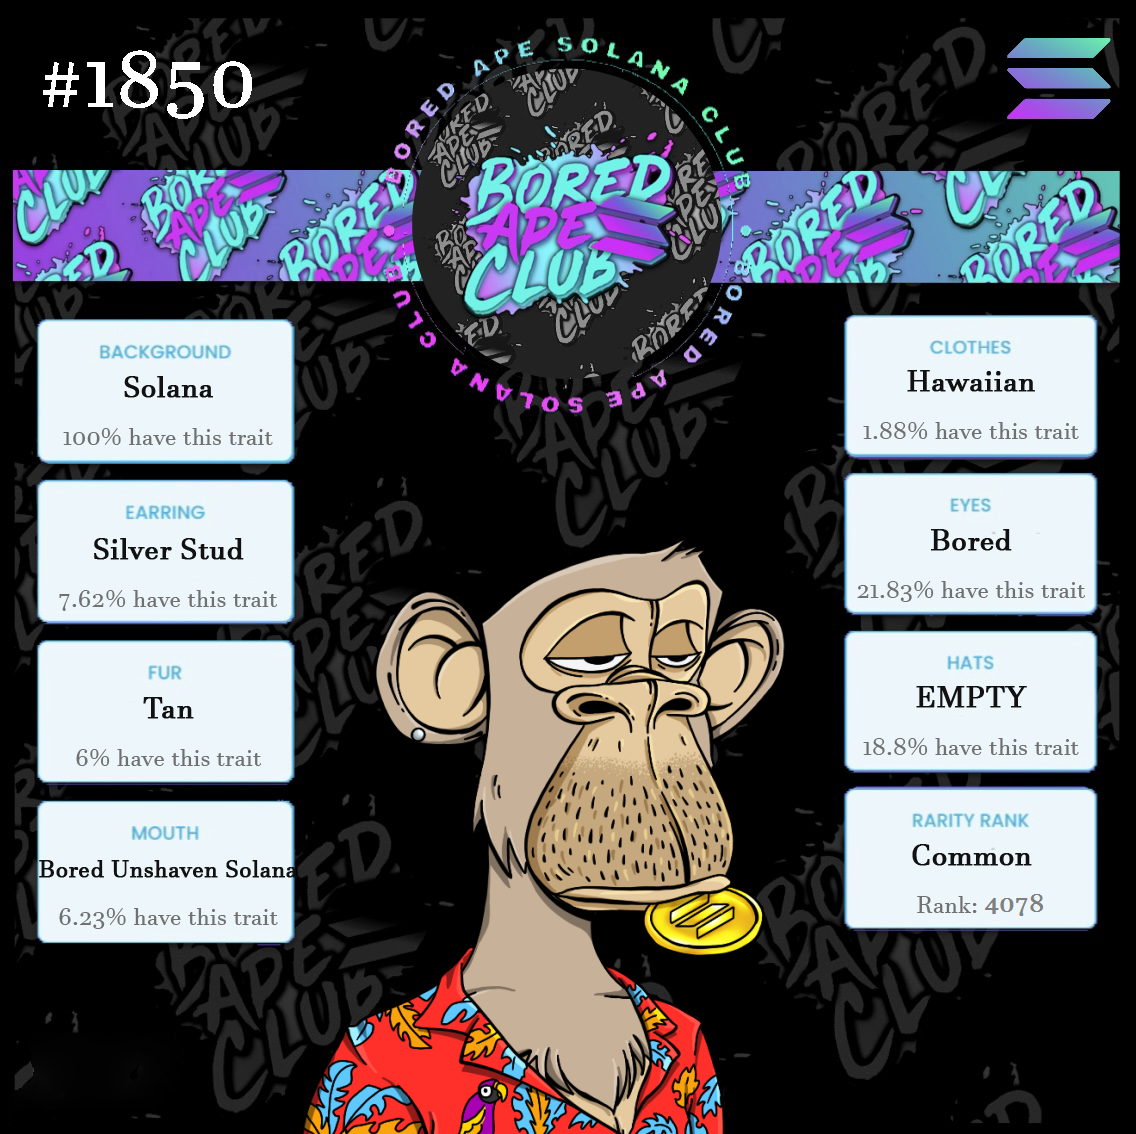 #1850
BORED APE SOLANA CLUB
BORED APE SOLANA CLUB
BORED
APE
CLUB
BACKGROUND
Solana
100% have this trait
EARRING
Silver Stud
7.62% have this trait
FUR
Tan
6% have this trait
MOUTH
Bored Unshaven Solana
6.23% have this trait
CLOTHES
Hawaiian
1.88% have this trait
EYES
Bored
21.83% have this trait
HATS
EMPTY
18.8% have this trait
RARITY RANK
Common
Rank: 4078